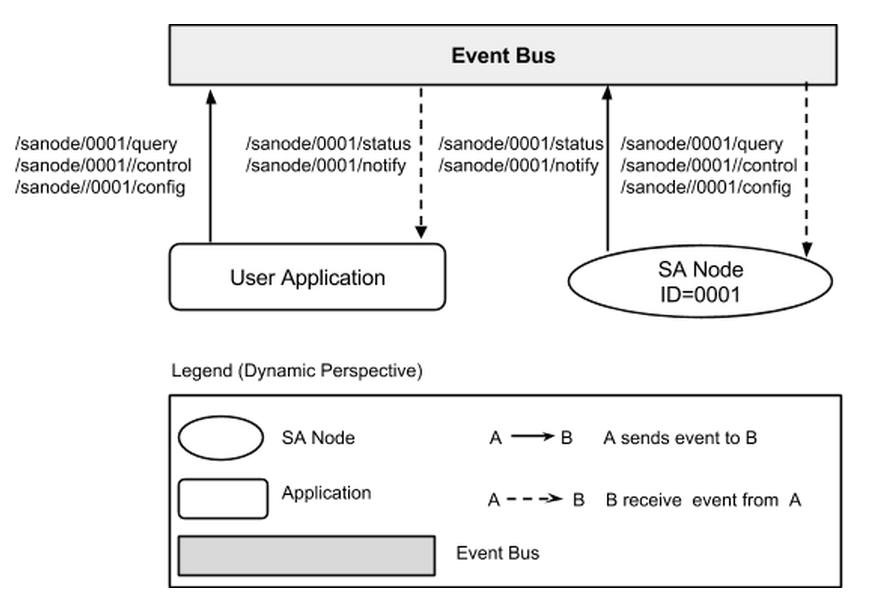 Event Bus
/sanode/0001/query
/sanode/0001//control
/sanode//0001/config
/sanode/0001/status
/sanode/0001/notify
/sanode/0001/status
/sanode/0001/notify
/sanode/0001/query
/sanode/0001//control
/sanode//0001/config
User Application
SA Node
ID=0001
Legend (Dynamic Perspective)
SA Node
A B A sends event to B
Application
A B B receive event from A
Event Bus